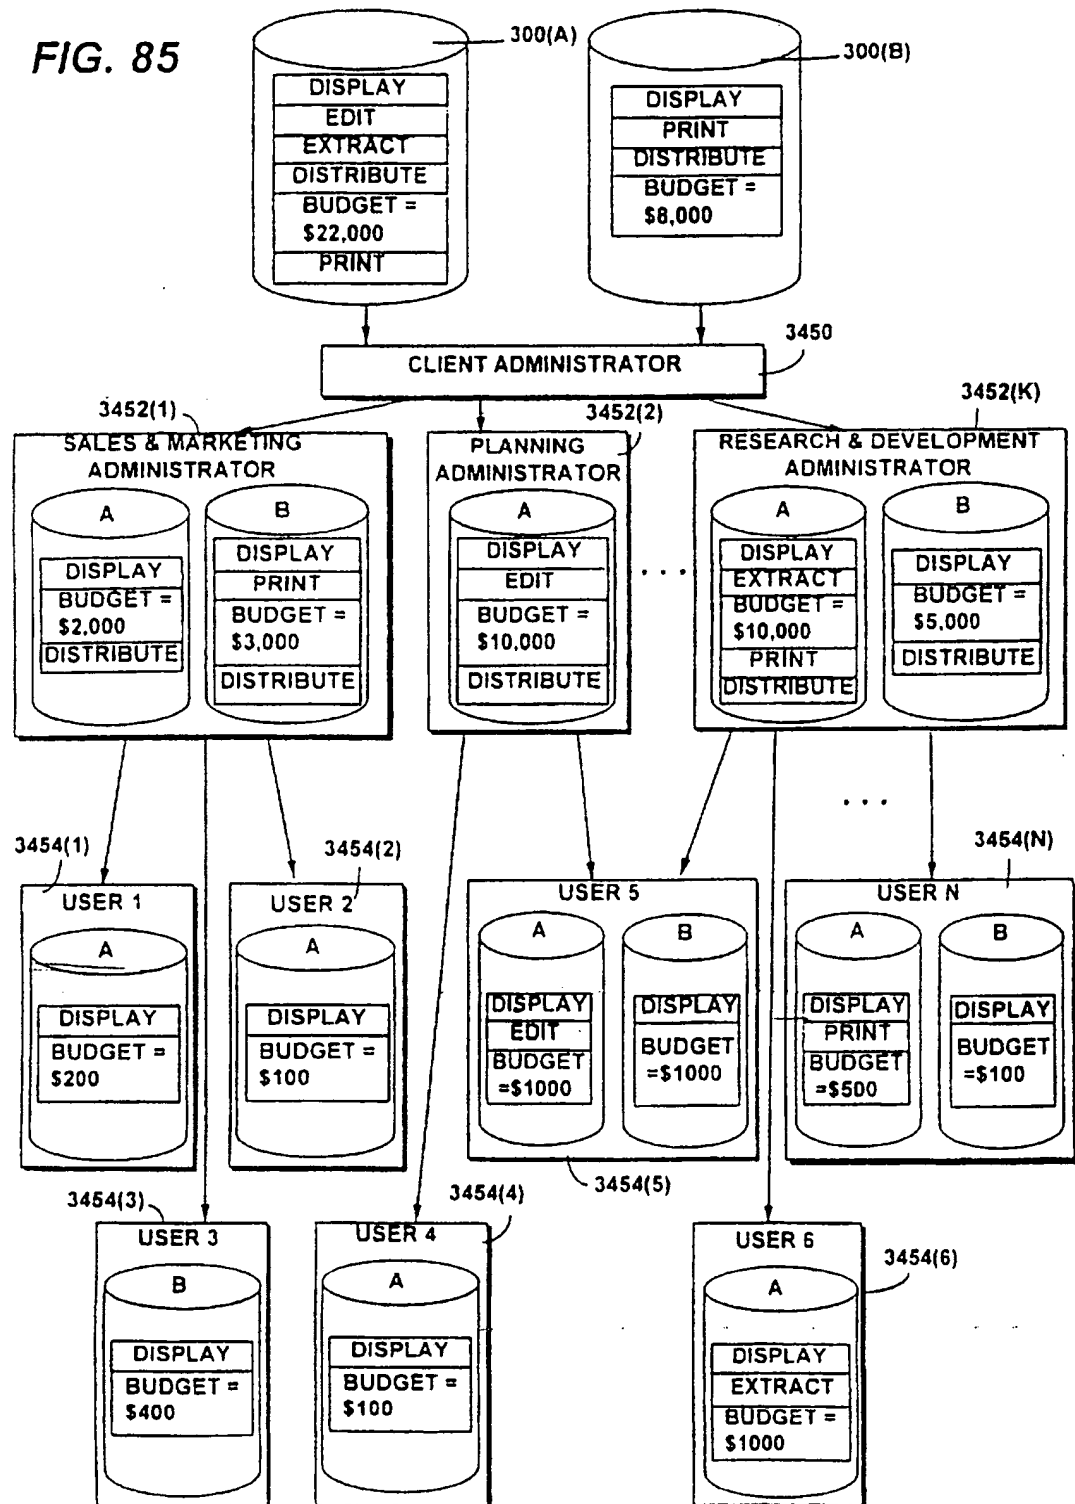 FIG. 85
300(A)
DISPLAY
EDIT
EXTRACT
DISTRIBUTE
BUDGET =
$22,000
PRINT
300(B)
DISPLAY
PRINT
DISTRIBUTE
BUDGET =
$8,000
3450
CLIENT ADMINISTRATOR
3452(1)
SALES & MARKETING
ADMINISTRATOR
A
DISPLAY
BUDGET =
$2,000
DISTRIBUTE
B
DISPLAY
PRINT
BUDGET =
$3,000
DISTRIBUTE
3452(2)
PLANNING
ADMINISTRATOR
A
DISPLAY
EDIT
BUDGET =
$10,000
DISTRIBUTE
. . .
3452(K)
RESEARCH & DEVELOPMENT
ADMINISTRATOR
A
DISPLAY
EXTRACT
BUDGET =
$10,000
PRINT
DISTRIBUTE
B
DISPLAY
BUDGET =
$5,000
DISTRIBUTE
. . .
3454(1)
USER 1
A
DISPLAY
BUDGET =
$200
3454(2)
USER 2
A
DISPLAY
BUDGET =
$100
USER 5
A
DISPLAY
EDIT
BUDGET
=$1000
B
DISPLAY
BUDGET
=$1000
3454(5)
3454(N)
USER N
A
DISPLAY
PRINT
BUDGET
=$500
B
DISPLAY
BUDGET
=$100
3454(3)
USER 3
B
DISPLAY
BUDGET =
$400
3454(4)
USER 4
A
DISPLAY
BUDGET =
$100
3454(6)
USER 6
A
DISPLAY
EXTRACT
BUDGET =
$1000